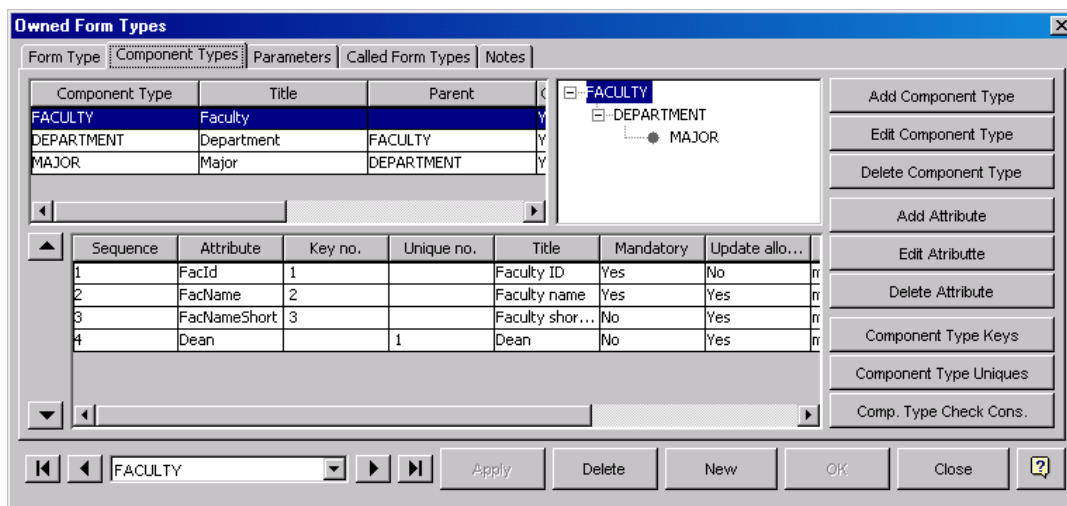 Owned Form Types
Form Type Component Types Parameters Called Form Types Notes
Component Type Title Parent
FACULTY Faculty Y
DEPARTMENT Department FACULTY Y
MAJOR Major DEPARTMENT Y
FACULTY
DEPARTMENT
MAJOR
Add Component Type
Edit Component Type
Delete Component Type
Add Attribute
Edit Atributte
Delete Attribute
Component Type Keys
Component Type Uniques
Comp. Type Check Cons.
Sequence Attribute Key no. Unique no. Title Mandatory Update allo...
1 FacId 1 Faculty ID Yes No
2 FacName 2 Faculty name Yes Yes
3 FacNameShort 3 Faculty shor... No Yes
4 Dean 1 Dean No Yes
FACULTY Apply Delete New OK Close